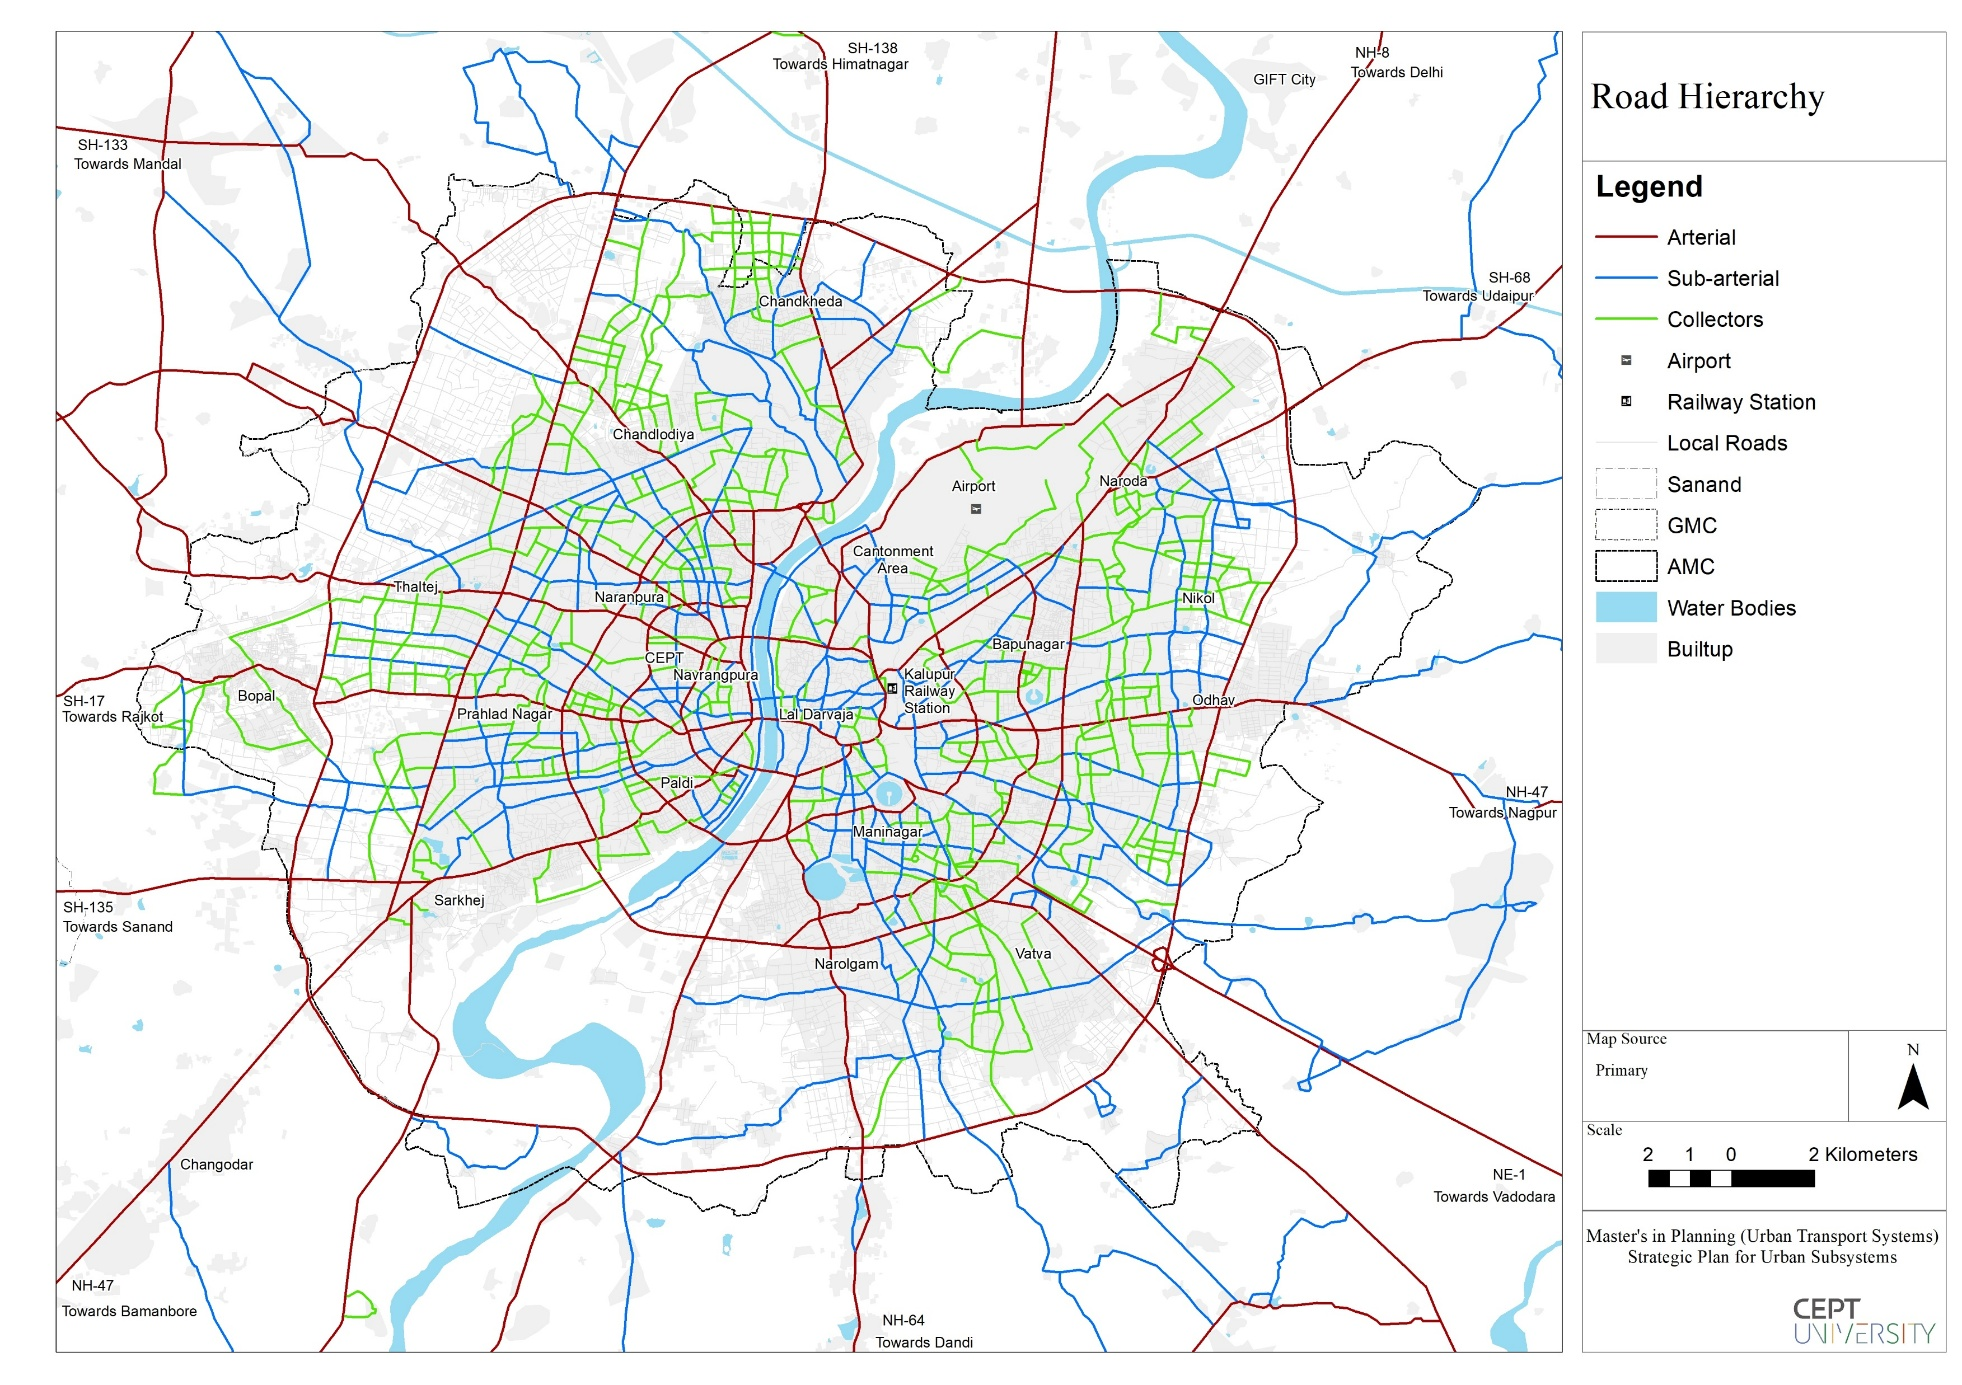 SH-138
Towards Himatnagar
NH-8
Towards Delhi
GIFT City
SH-133
Towards Mandal
SH-68
Towards Udaipur
Chandkheda
Chandlodiya
Airport
Naroda
Cantonment
Area
Thaltej
Naranpura
Nikol
Bapunagar
CEPT
Navrangpura
Kalupur
Railway
Station
SH-17
Towards Rajkot
Bopal
Prahlad Nagar
Lal Darvaja
Odhav
Paldi
NH-47
Towards Nagpur
Maninagar
Sarkhej
SH-135
Towards Sanand
Narolgam
Vatva
Changodar
NE-1
Towards Vadodara
NH-47
Towards Bamanbore
NH-64
Towards Dandi
Road Hierarchy
Legend
Arterial
Sub-arterial
Collectors
Airport
Railway Station
Local Roads
Sanand
GMC
AMC
Water Bodies
Builtup
Map Source
Primary
N
Scale
2 1 0 2 Kilometers
Master's in Planning (Urban Transport Systems)
Strategic Plan for Urban Subsystems
CEPT
UNIVERSITY